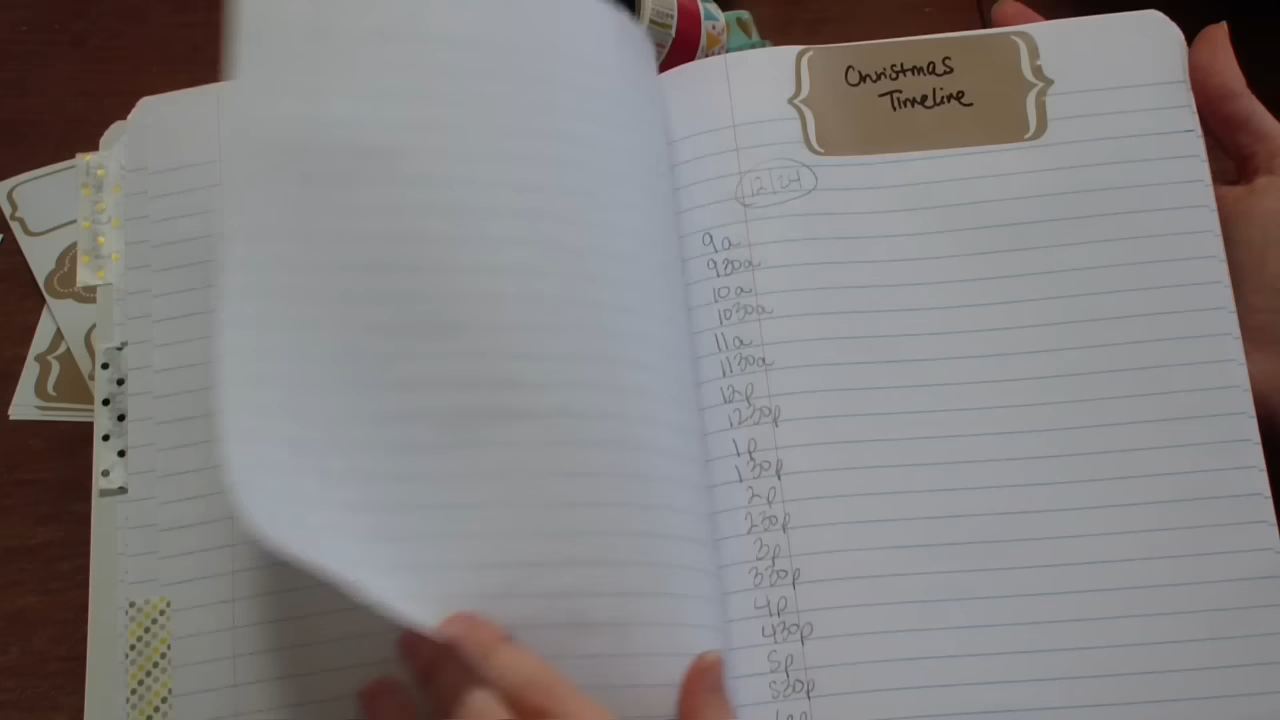 Christmas
Timeline
12/24
9a
930a
10a
1030a
11a
1130a
12p
1230p
1p
130p
2p
230p
3p
330p
4p
430p
5p
530p